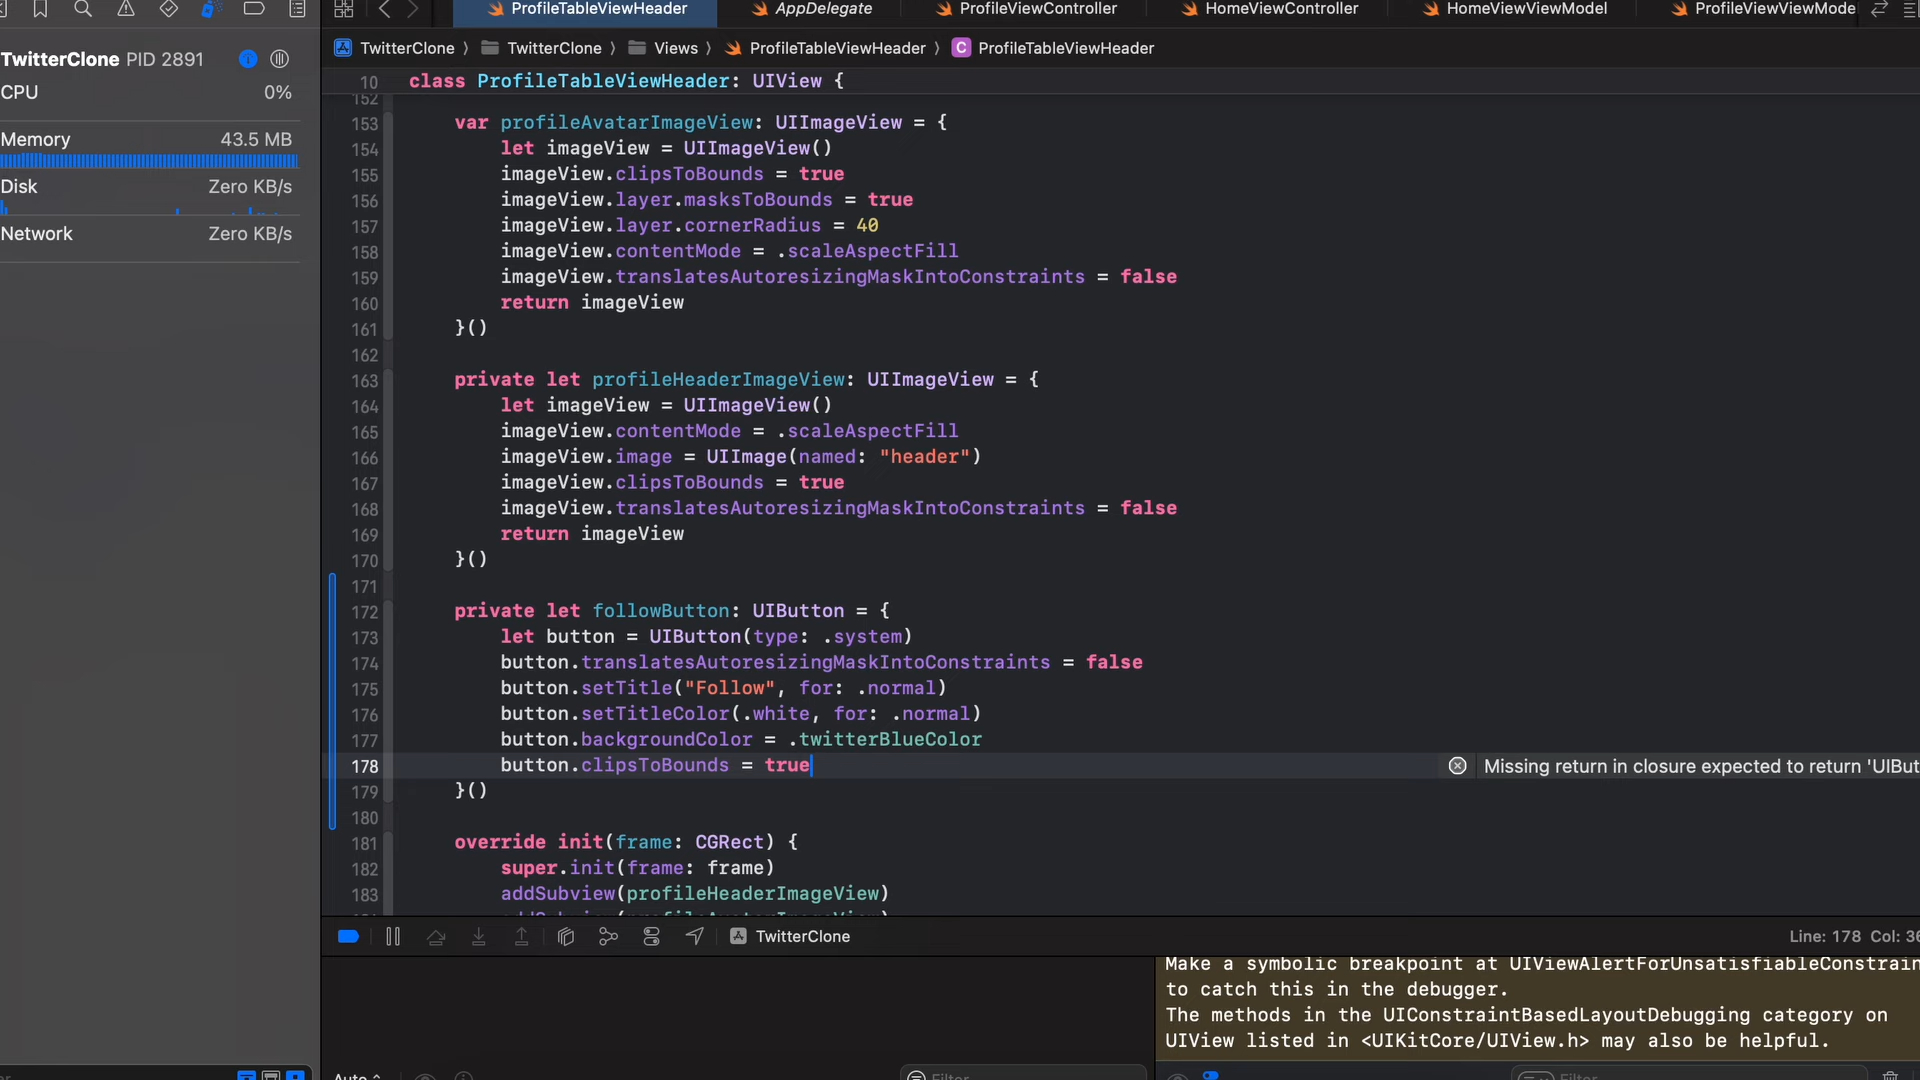 ProfileTableViewHeader
AppDelegate
ProfileViewController
HomeViewController
HomeViewViewModel
ProfileViewViewMode
TwitterClone PID 2891
TwitterClone
TwitterClone
Views
ProfileTableViewHeader
C ProfileTableViewHeader
CPU 0%
Memory 43.5 MB
Disk Zero KB/s
Network Zero KB/s
10 class ProfileTableViewHeader: UIView {
152
153 var profileAvatarImageView: UIImageView = {
154 let imageView = UIImageView()
155 imageView.clipsToBounds = true
156 imageView.layer.masksToBounds = true
157 imageView.layer.cornerRadius = 40
158 imageView.contentMode = .scaleAspectFill
159 imageView.translatesAutoresizingMaskIntoConstraints = false
160 return imageView
161 }()
162
163 private let profileHeaderImageView: UIImageView = {
164 let imageView = UIImageView()
165 imageView.contentMode = .scaleAspectFill
166 imageView.image = UIImage(named: "header")
167 imageView.clipsToBounds = true
168 imageView.translatesAutoresizingMaskIntoConstraints = false
169 return imageView
170 }()
171
172 private let followButton: UIButton = {
173 let button = UIButton(type: .system)
174 button.translatesAutoresizingMaskIntoConstraints = false
175 button.setTitle("Follow", for: .normal)
176 button.setTitleColor(.white, for: .normal)
177 button.backgroundColor = .twitterBlueColor
178 button.clipsToBounds = true
Missing return in closure expected to return 'UIBut
179 }()
180
181 override init(frame: CGRect) {
182 super.init(frame: frame)
183 addSubview(profileHeaderImageView)
addSubview(profileAvatarImageView)
TwitterClone
Line: 178 Col: 36
Make a symbolic breakpoint at UIViewAlertForUnsatisfiableConstrain
to catch this in the debugger.
The methods in the UIConstraintBasedLayoutDebugging category on
UIView listed in <UIKitCore/UIView.h> may also be helpful.
Auto
Filter
Filter